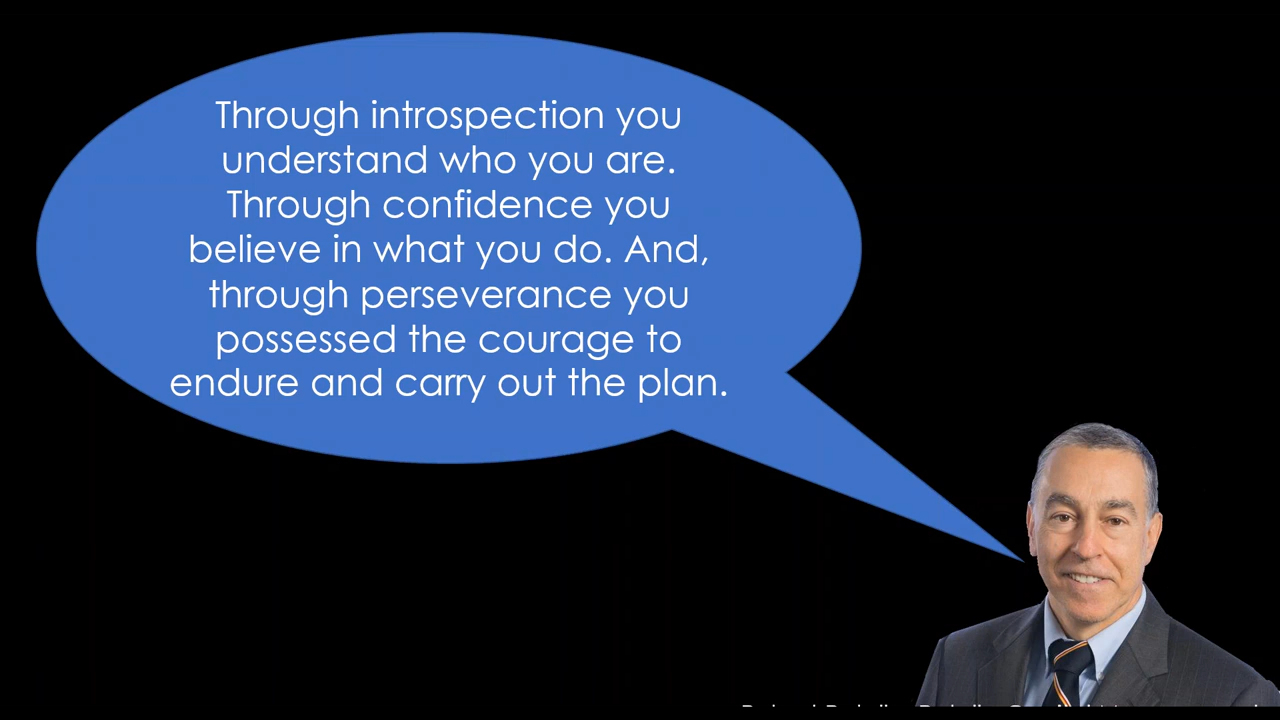 Through introspection you
understand who you are.
Through confidence you
believe in what you do. And,
through perseverance you
possessed the courage to
endure and carry out the plan.